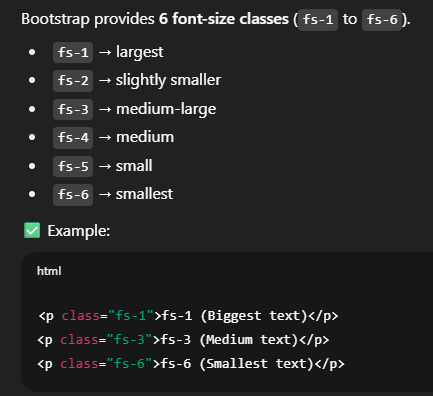 Bootstrap provides 6 font-size classes (fs-1 to fs-6).
• fs-1 → largest
• fs-2 → slightly smaller
• fs-3 → medium-large
• fs-4 → medium
• fs-5 → small
• fs-6 → smallest
✅ Example:
html
<p class="fs-1">fs-1 (Biggest text)</p>
<p class="fs-3">fs-3 (Medium text)</p>
<p class="fs-6">fs-6 (Smallest text)</p>